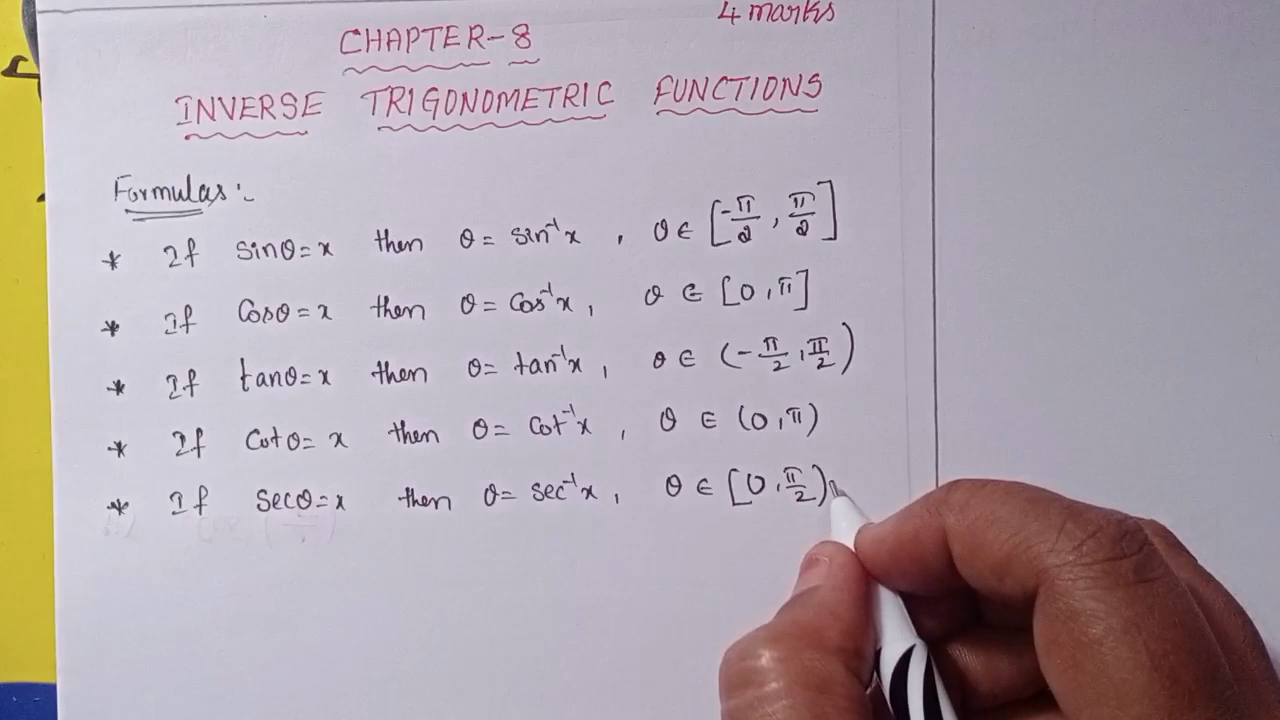 4 marks
CHAPTER-8
INVERSE TRIGONOMETRIC FUNCTIONS
Formulas:-
* If sinθ=x then θ= sin⁻¹x , θ∈ [-π/2 , π/2]
* If Cosθ=x then θ= Cos⁻¹x , θ ∈ [0,π]
* If tanθ=x then θ= tan⁻¹x , θ ∈ (-π/2 , π/2)
* If Cotθ= x then θ= Cot⁻¹x , θ ∈ (0,π)
* If secθ=x then θ= sec⁻¹x , θ ∈ [0 , π/2)